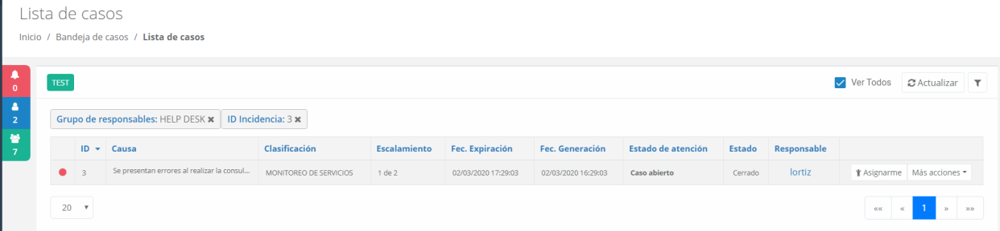 Lista de casos
Inicio / Bandeja de casos / Lista de casos
0
2
7
TEST
Ver Todos Actualizar
Grupo de responsables: HELP DESK ✖ ID Incidencia: 3 ✖
ID Causa Clasificación Escalamiento Fec. Expiración Fec. Generación Estado de atención Estado Responsable
3 Se presentan errores al realizar la consul... MONITOREO DE SERVICIOS 1 de 2 02/03/2020 17:29:03 02/03/2020 16:29:03 Caso abierto Cerrado lortiz Asignarme Más acciones
20 «« « 1 » »»